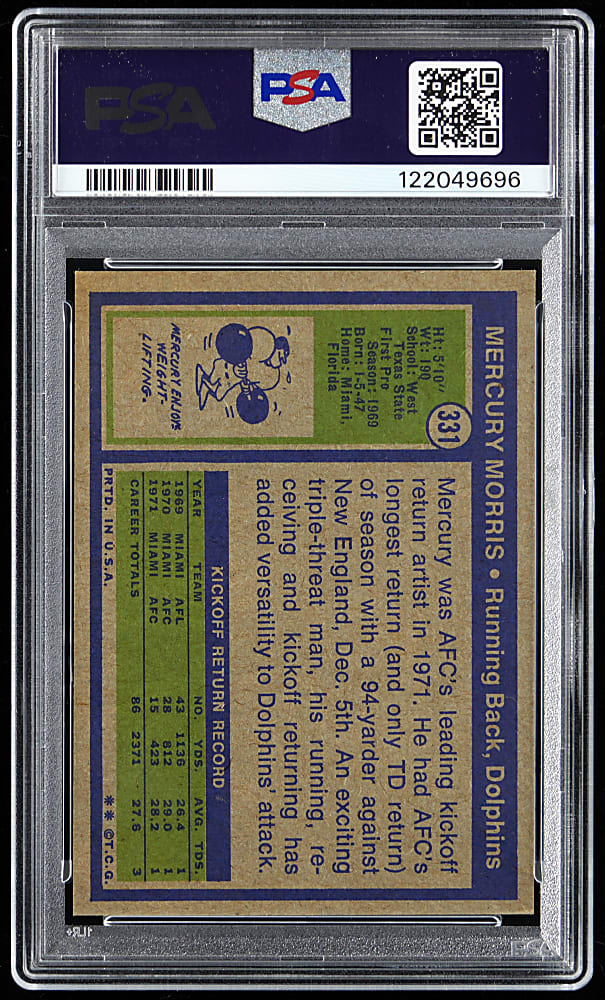 PSA
PSA
122049696
MERCURY MORRIS • Running Back, Dolphins
331
Ht: 5'10"
Wt: 190
School: West
Texas State
First Pro
Season: 1969
Born: 1-5-47
Home: Miami,
Florida
MERCURY ENJOYS
WEIGHT-
LIFTING.
Mercury was AFC's leading kickoff
return artist in 1971. He had AFC's
longest return (and only TD return)
of season with a 94-yarder against
New England, Dec. 5th. An exciting
triple-threat man, his running, re-
ceiving and kickoff returning has
added versatility to Dolphins' attack.
KICKOFF RETURN RECORD
YEAR TEAM NO. YDS. AVG. TDS.
1969 MIAMI AFL 43 1136 26.4 1
1970 MIAMI AFC 28 812 29.0 1
1971 MIAMI AFC 15 423 28.2 1
CAREER TOTALS 86 2371 27.6 3
PRTD. IN U.S.A. ** ©T.C.G.
PSA